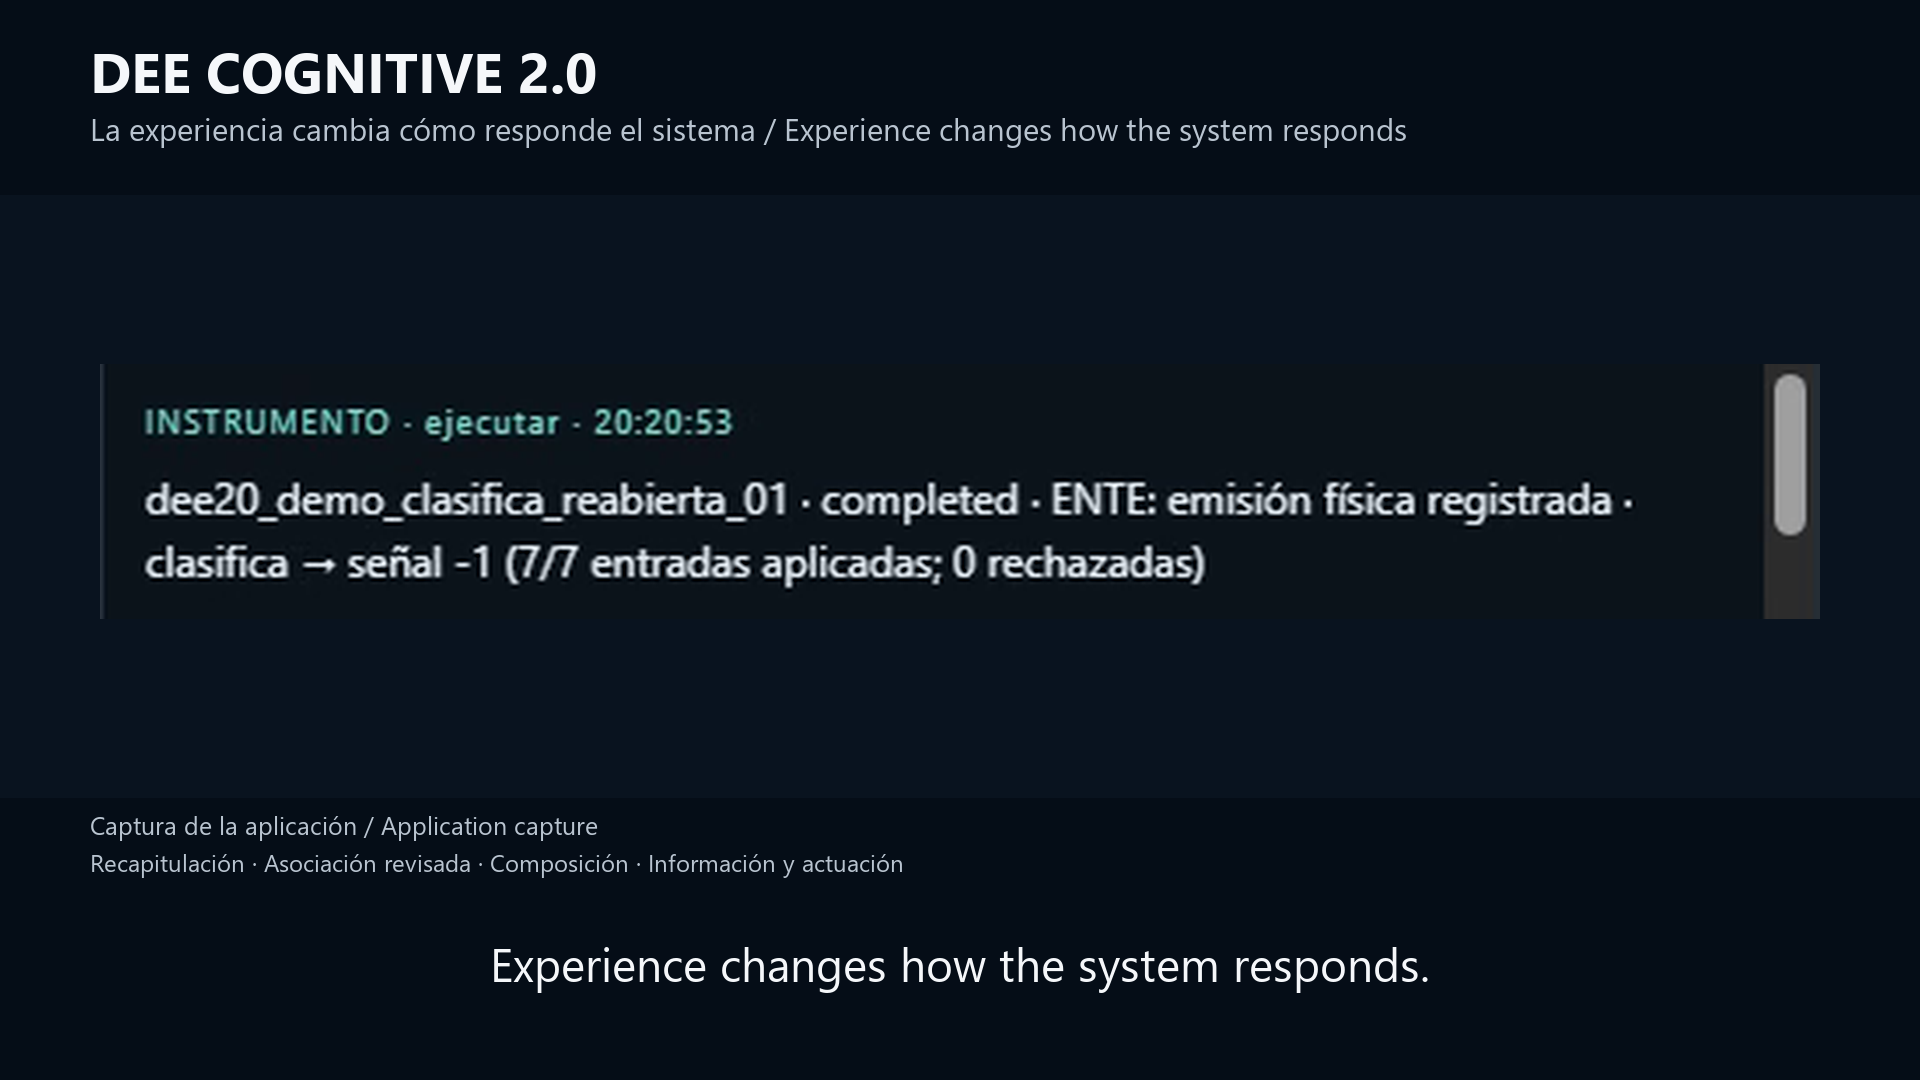 DEE COGNITIVE 2.0
La experiencia cambia cómo responde el sistema / Experience changes how the system responds
INSTRUMENTO · ejecutar · 20:20:53
dee20_demo_clasifica_reabierta_01 · completed · ENTE: emisión física registrada ·
clasifica → señal -1 (7/7 entradas aplicadas; 0 rechazadas)
Captura de la aplicación / Application capture
Recapitulación · Asociación revisada · Composición · Información y actuación
Experience changes how the system responds.